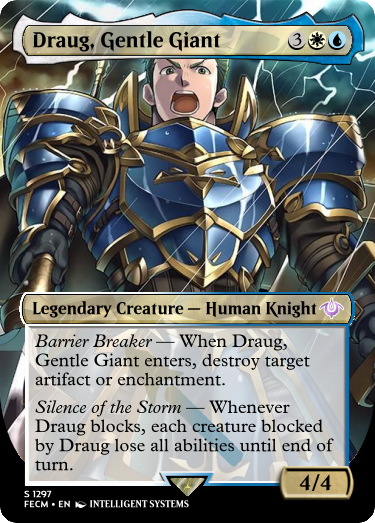 Draug, Gentle Giant 3
Legendary Creature — Human Knight
Barrier Breaker — When Draug,
Gentle Giant enters, destroy target
artifact or enchantment.
Silence of the Storm — Whenever
Draug blocks, each creature blocked
by Draug lose all abilities until end of
turn.
4/4
S 1297
FECM • EN INTELLIGENT SYSTEMS